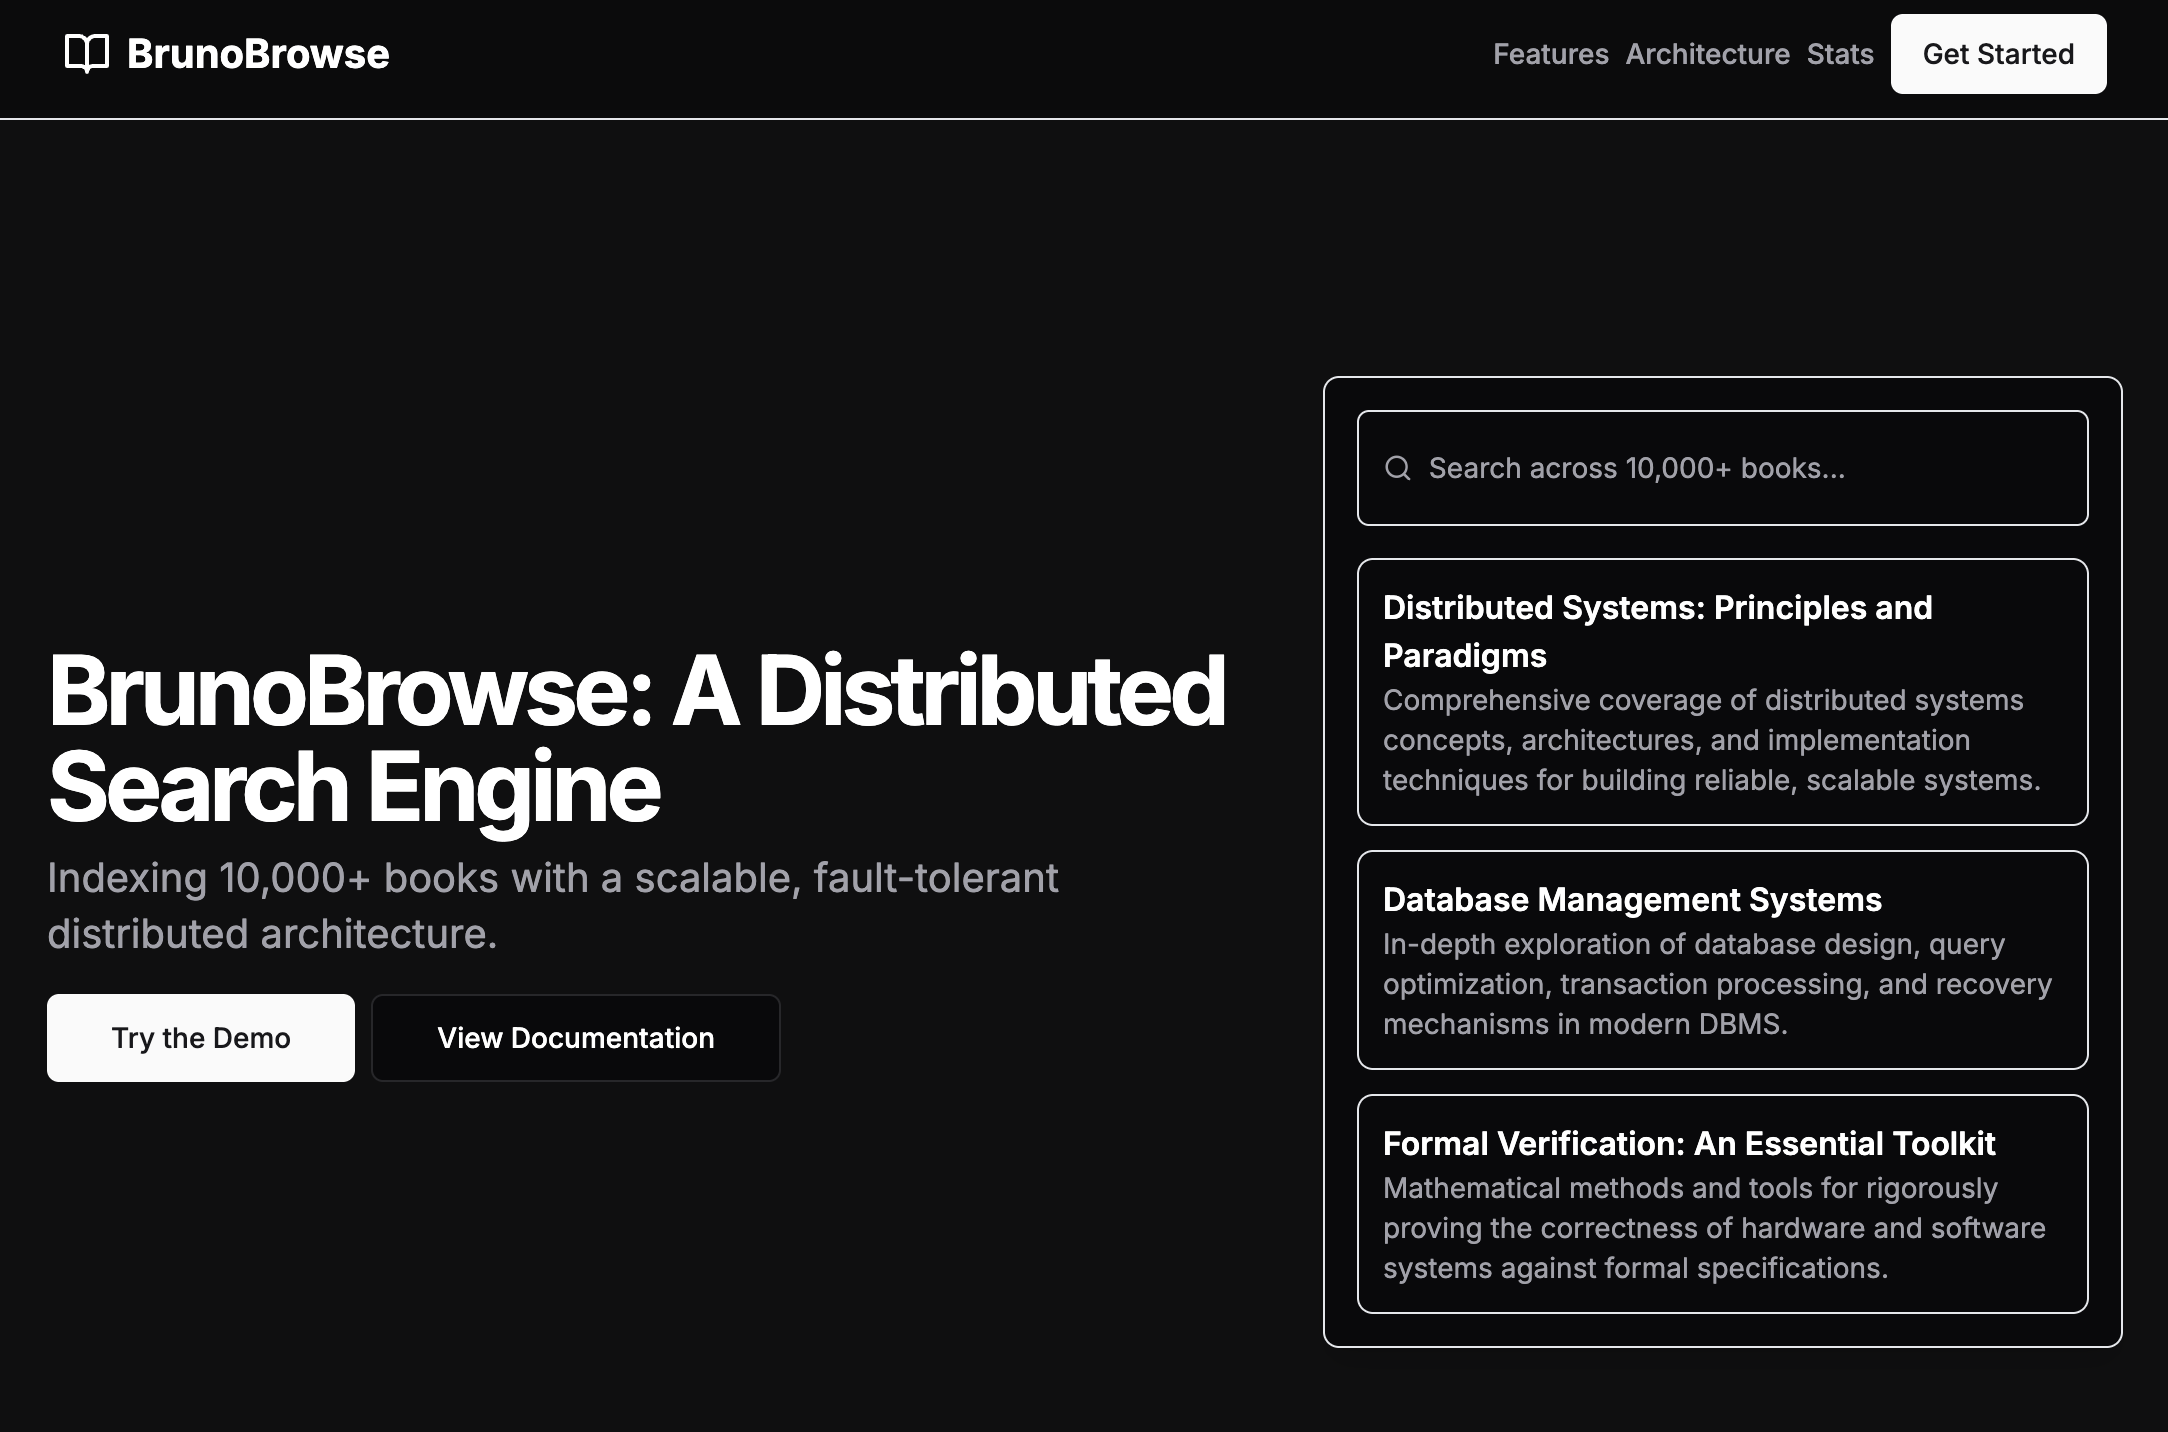 BrunoBrowse
Features Architecture Stats Get Started
BrunoBrowse: A Distributed
Search Engine
Indexing 10,000+ books with a scalable, fault-tolerant
distributed architecture.
Try the Demo
View Documentation
Search across 10,000+ books...
Distributed Systems: Principles and
Paradigms
Comprehensive coverage of distributed systems
concepts, architectures, and implementation
techniques for building reliable, scalable systems.
Database Management Systems
In-depth exploration of database design, query
optimization, transaction processing, and recovery
mechanisms in modern DBMS.
Formal Verification: An Essential Toolkit
Mathematical methods and tools for rigorously
proving the correctness of hardware and software
systems against formal specifications.